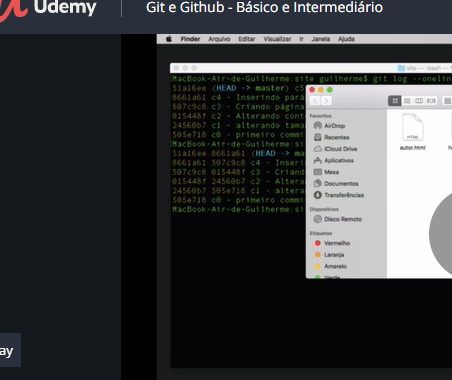 Udemy
Git e Github - Básico e Intermediário
Finder Arquivo Editar Visualizar Ir Janela Ajuda
site — -bash —
MacBook-Air-de-Guilherme:site guilherme$ git log --onelin
51a16ee (HEAD -> master) c5
8661a61 c4 - Inserindo pará
507c9c8 c3 - Criando página
015448f c2 - Alterando cont
24560b7 c1 - alterando tama
505e718 c0 - primeiro commi
MacBook-Air-de-Guilherme:si
51a16ee 8661a61 (HEAD -> ma
507c9c8 c4 - Inseri
507c9c8 015448f c3 - Criand
015448f 24560b7 c2 - Altera
24560b7 505e718 c1 - altera
505e718 c0 - primeiro commi
MacBook-Air-de-Guilherme:si
Favoritos
AirDrop
Recentes
iCloud Drive
Aplicativos
Mesa
Documentos
Transferências
Dispositivos
Disco Remoto
Etiquetas
Vermelho
Laranja
Amarelo
Verde
HTML
autor.html
ay